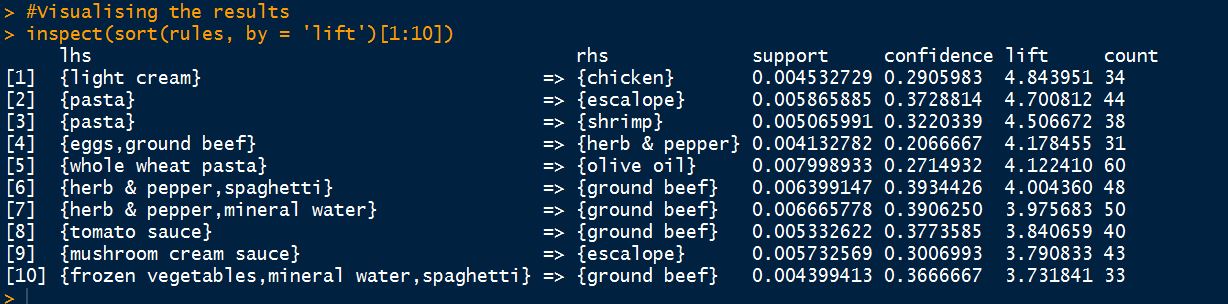 > #Visualising the results
> inspect(sort(rules, by = 'lift')[1:10])
     lhs                                        rhs             support     confidence lift     count
[1]  {light cream}                           => {chicken}       0.004532729 0.2905983  4.843951 34
[2]  {pasta}                                 => {escalope}      0.005865885 0.3728814  4.700812 44
[3]  {pasta}                                 => {shrimp}        0.005065991 0.3220339  4.506672 38
[4]  {eggs,ground beef}                      => {herb & pepper} 0.004132782 0.2066667  4.178455 31
[5]  {whole wheat pasta}                     => {olive oil}     0.007998933 0.2714932  4.122410 60
[6]  {herb & pepper,spaghetti}               => {ground beef}   0.006399147 0.3934426  4.004360 48
[7]  {herb & pepper,mineral water}           => {ground beef}   0.006665778 0.3906250  3.975683 50
[8]  {tomato sauce}                          => {ground beef}   0.005332622 0.3773585  3.840659 40
[9]  {mushroom cream sauce}                  => {escalope}      0.005732569 0.3006993  3.790833 43
[10] {frozen vegetables,mineral water,spaghetti} => {ground beef}   0.004399413 0.3666667  3.731841 33
>